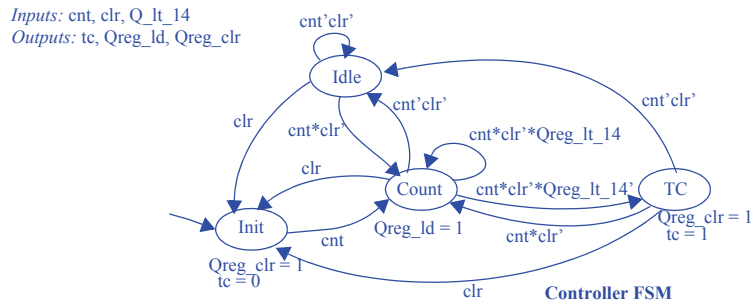 Inputs: cnt, clr, Q_lt_14
Outputs: tc, Qreg_ld, Qreg_clr
cnt’clr’
Idle
cnt’clr’
cnt’clr’
clr
cnt*clr’
cnt*clr’*Qreg_lt_14
clr
Count
cnt*clr’*Qreg_lt_14’
TC
Init
cnt
Qreg_ld = 1
cnt*clr’
Qreg_clr = 1
tc = 1
Qreg_clr = 1
tc = 0
clr
Controller FSM